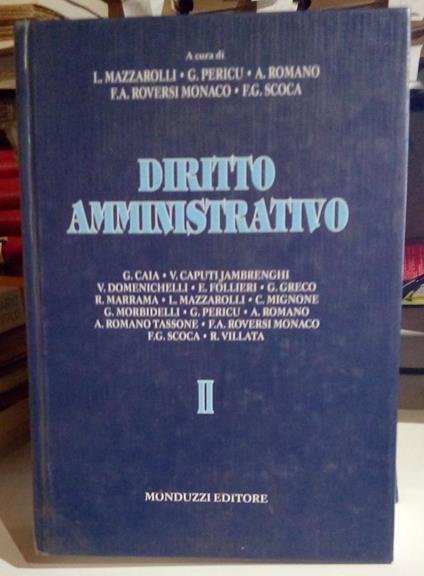 A cura di
L. MAZZAROLLI • G. PERICU • A. ROMANO
F.A. ROVERSI MONACO • F.G. SCOCA
DIRITTO
AMMINISTRATIVO
G. CAIA • V. CAPUTI JAMBRENGHI
V. DOMENICHELLI • E. FOLLIERI • G. GRECO
R. MARRAMA • L. MAZZAROLLI • C. MIGNONE
G. MORBIDELLI • G. PERICU • A. ROMANO
A. ROMANO TASSONE • F.A. ROVERSI MONACO
F.G. SCOCA • R. VILLATA
II
MONDUZZI EDITORE